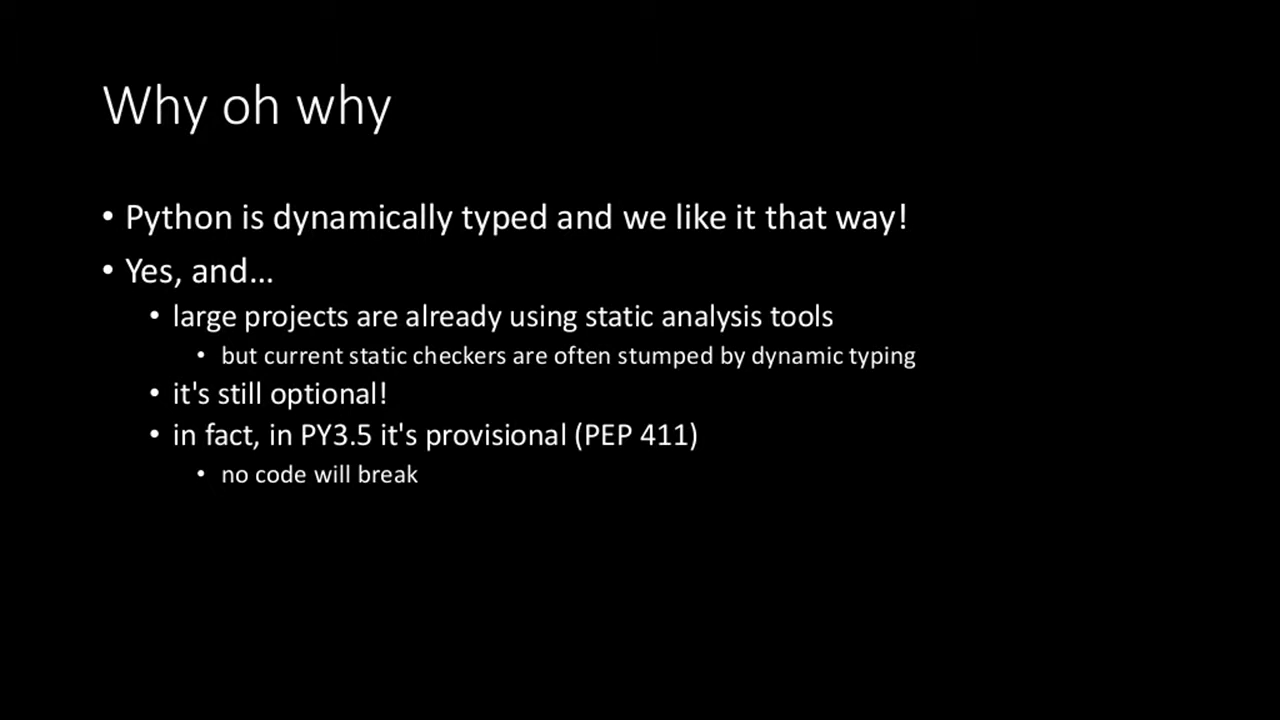 Why oh why
• Python is dynamically typed and we like it that way!
• Yes, and…
• large projects are already using static analysis tools
• but current static checkers are often stumped by dynamic typing
• it's still optional!
• in fact, in PY3.5 it's provisional (PEP 411)
• no code will break